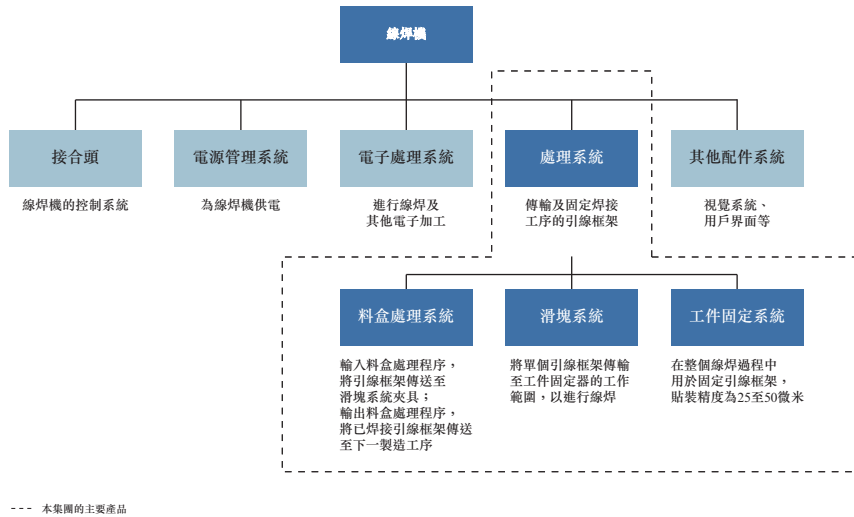 線焊機
接合頭
電源管理系統
電子處理系統
處理系統
其他配件系統
線焊機的控制系統
為線焊機供電
進行線焊及
其他電子加工
傳輸及固定焊接
工序的引線框架
視覺系統、
用戶界面等
料盒處理系統
滑塊系統
工件固定系統
輸入料盒處理程序，
將引線框架傳送至
滑塊系統夾具；
輸出料盒處理程序，
將已焊接引線框架傳送
至下一製造工序
將單個引線框架傳輸
至工件固定器的工作
範圍，以進行線焊
在整個線焊過程中
用於固定引線框架，
貼裝精度為25至50微米
--- 本集團的主要產品